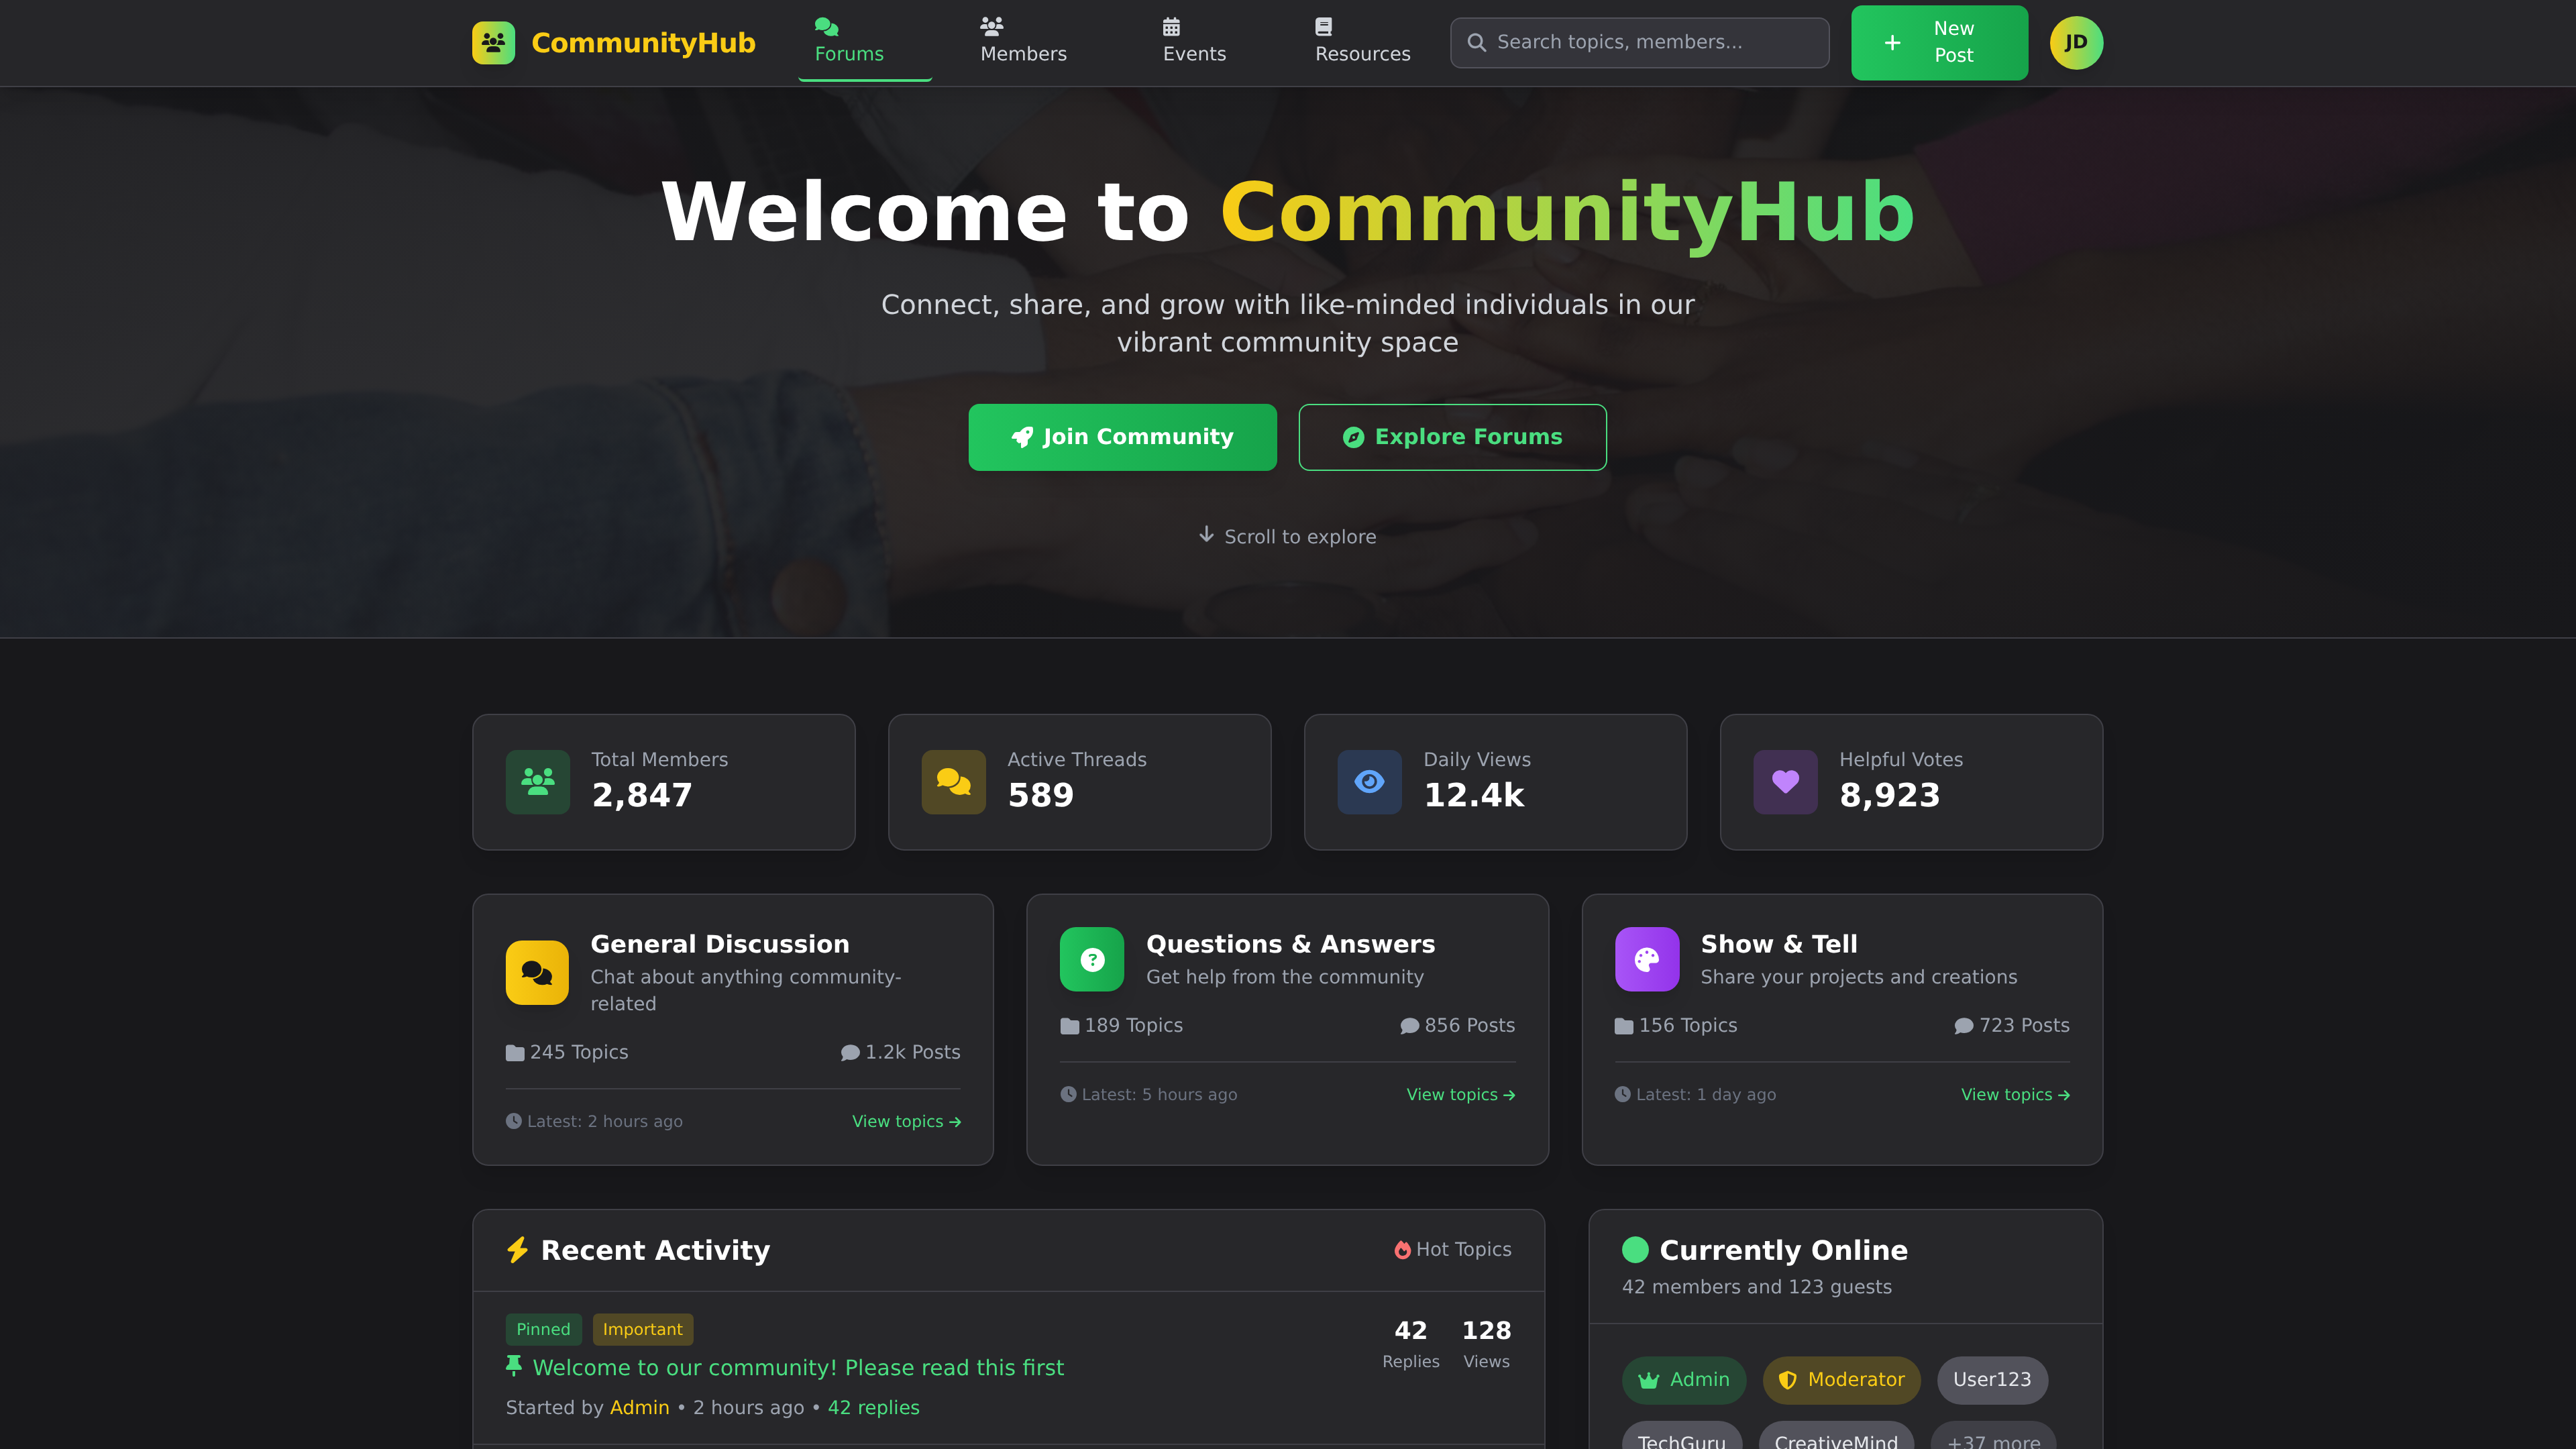 CommunityHub
Forums
Members
Events
Resources
Search topics, members...
New
Post
JD
Welcome to CommunityHub
Connect, share, and grow with like-minded individuals in our
vibrant community space
Join Community
Explore Forums
Scroll to explore
Total Members
2,847
Active Threads
589
Daily Views
12.4k
Helpful Votes
8,923
General Discussion
Chat about anything community-
related
245 Topics
1.2k Posts
Latest: 2 hours ago
View topics
Questions & Answers
Get help from the community
189 Topics
856 Posts
Latest: 5 hours ago
View topics
Show & Tell
Share your projects and creations
156 Topics
723 Posts
Latest: 1 day ago
View topics
Recent Activity
Hot Topics
Pinned
Important
Welcome to our community! Please read this first
Started by Admin • 2 hours ago • 42 replies
42
Replies
128
Views
Currently Online
42 members and 123 guests
Admin
Moderator
User123
TechGuru
CreativeMind
+37 more